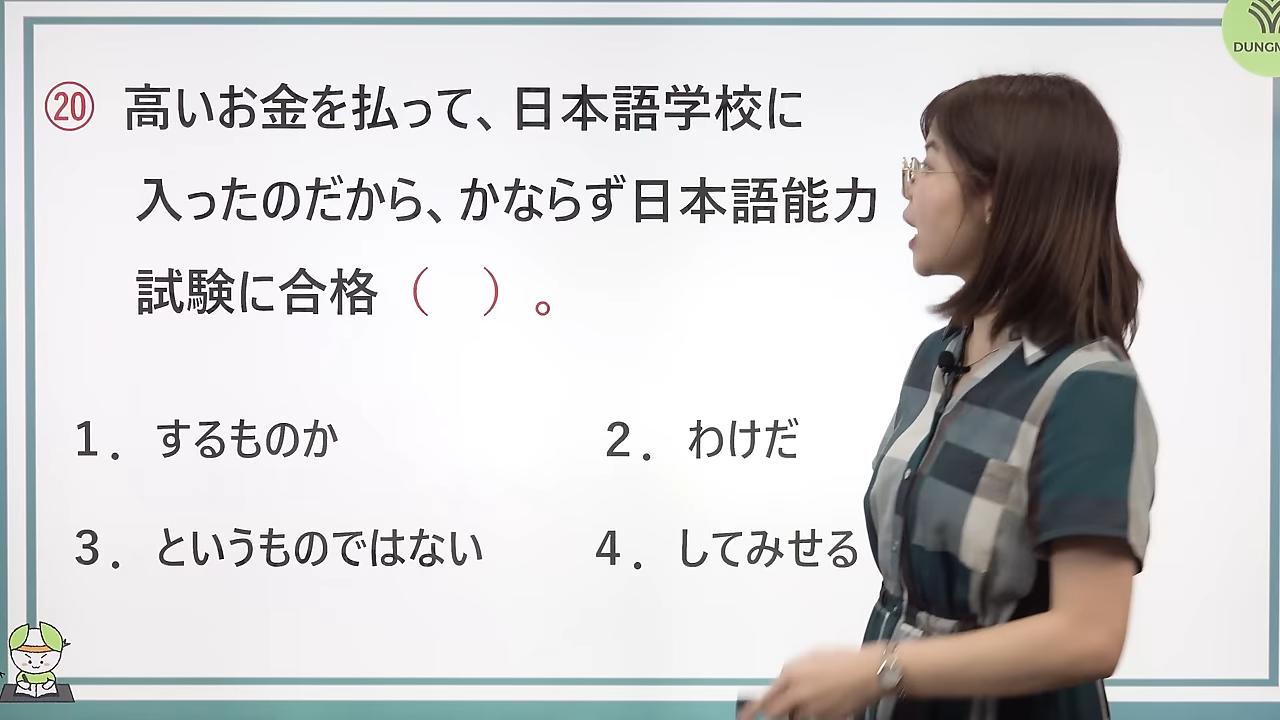 ⑳ 高いお金を払って、日本語学校に
入ったのだから、かならず日本語能力
試験に合格（　）。
1．するものか
2．わけだ
3．というものではない
4．してみせる